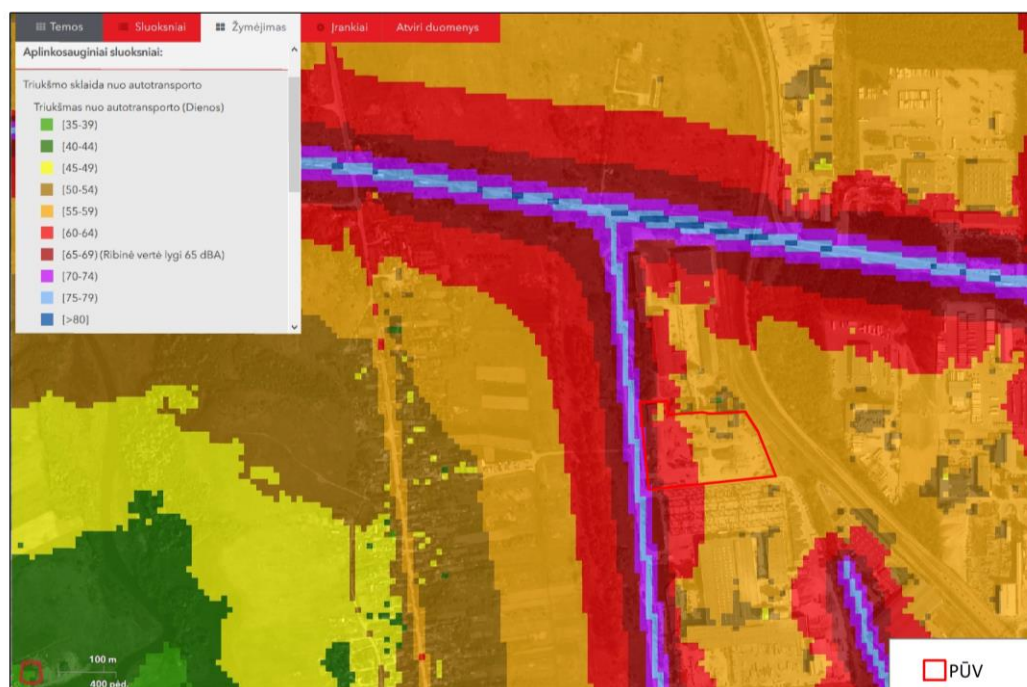 Temos Sluoksniai Žymėjimas Įrankiai Atviri duomenys
Aplinkosauginiai sluoksniai:
Triukšmo sklaida nuo autotransporto
Triukšmas nuo autotransporto (Dienos)
[35-39)
[40-44)
[45-49)
[50-54)
[55-59)
[60-64)
[65-69) (Ribinė vertė lygi 65 dBA)
[70-74)
[75-79)
[>80]
100 m
400 pėd.
PŪV